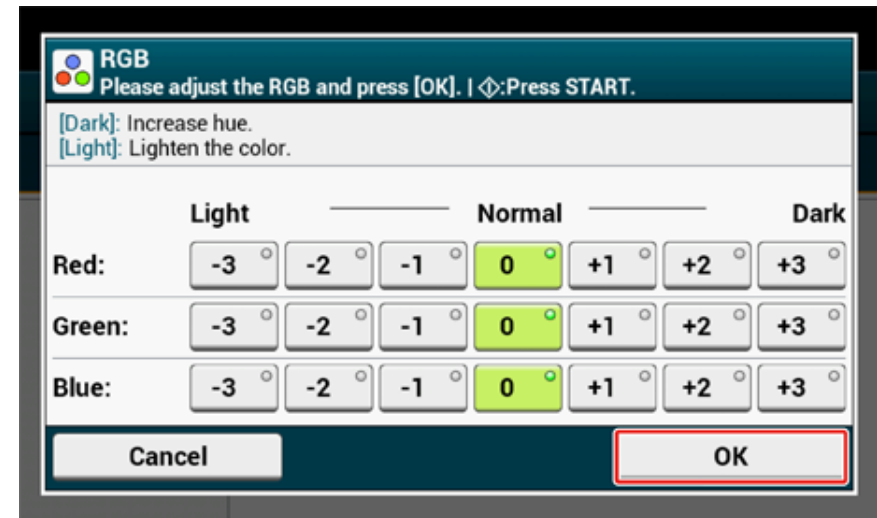 RGB
Please adjust the RGB and press [OK]. | :Press START.
[Dark]: Increase hue.
[Light]: Lighten the color.
Light Normal Dark
Red: -3 -2 -1 0 +1 +2 +3
Green: -3 -2 -1 0 +1 +2 +3
Blue: -3 -2 -1 0 +1 +2 +3
Cancel OK